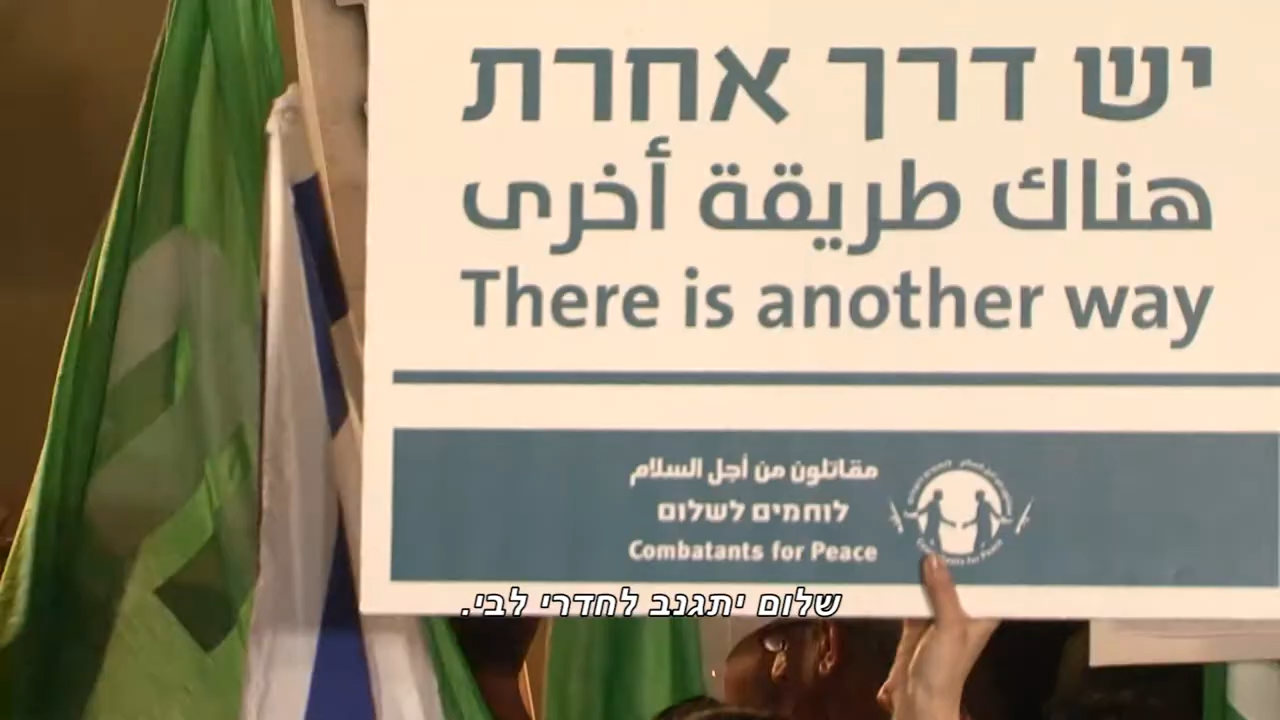 יש דרך אחרת
هناك طريقة أخرى
There is another way
مقاتلون من أجل السلام
לוחמים לשלום
Combatants for Peace
שלום יתגנב לחדרי לבי.